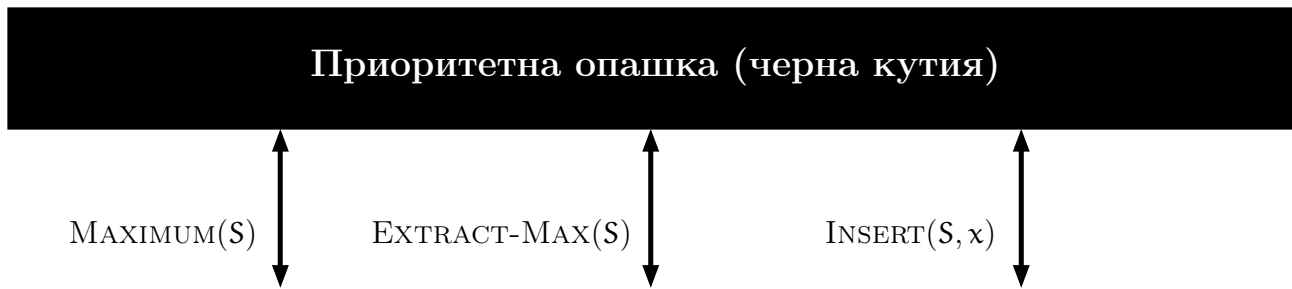 Приоритетна опашка (черна кутия)
MAXIMUM(S) EXTRACT-MAX(S) INSERT(S, x)